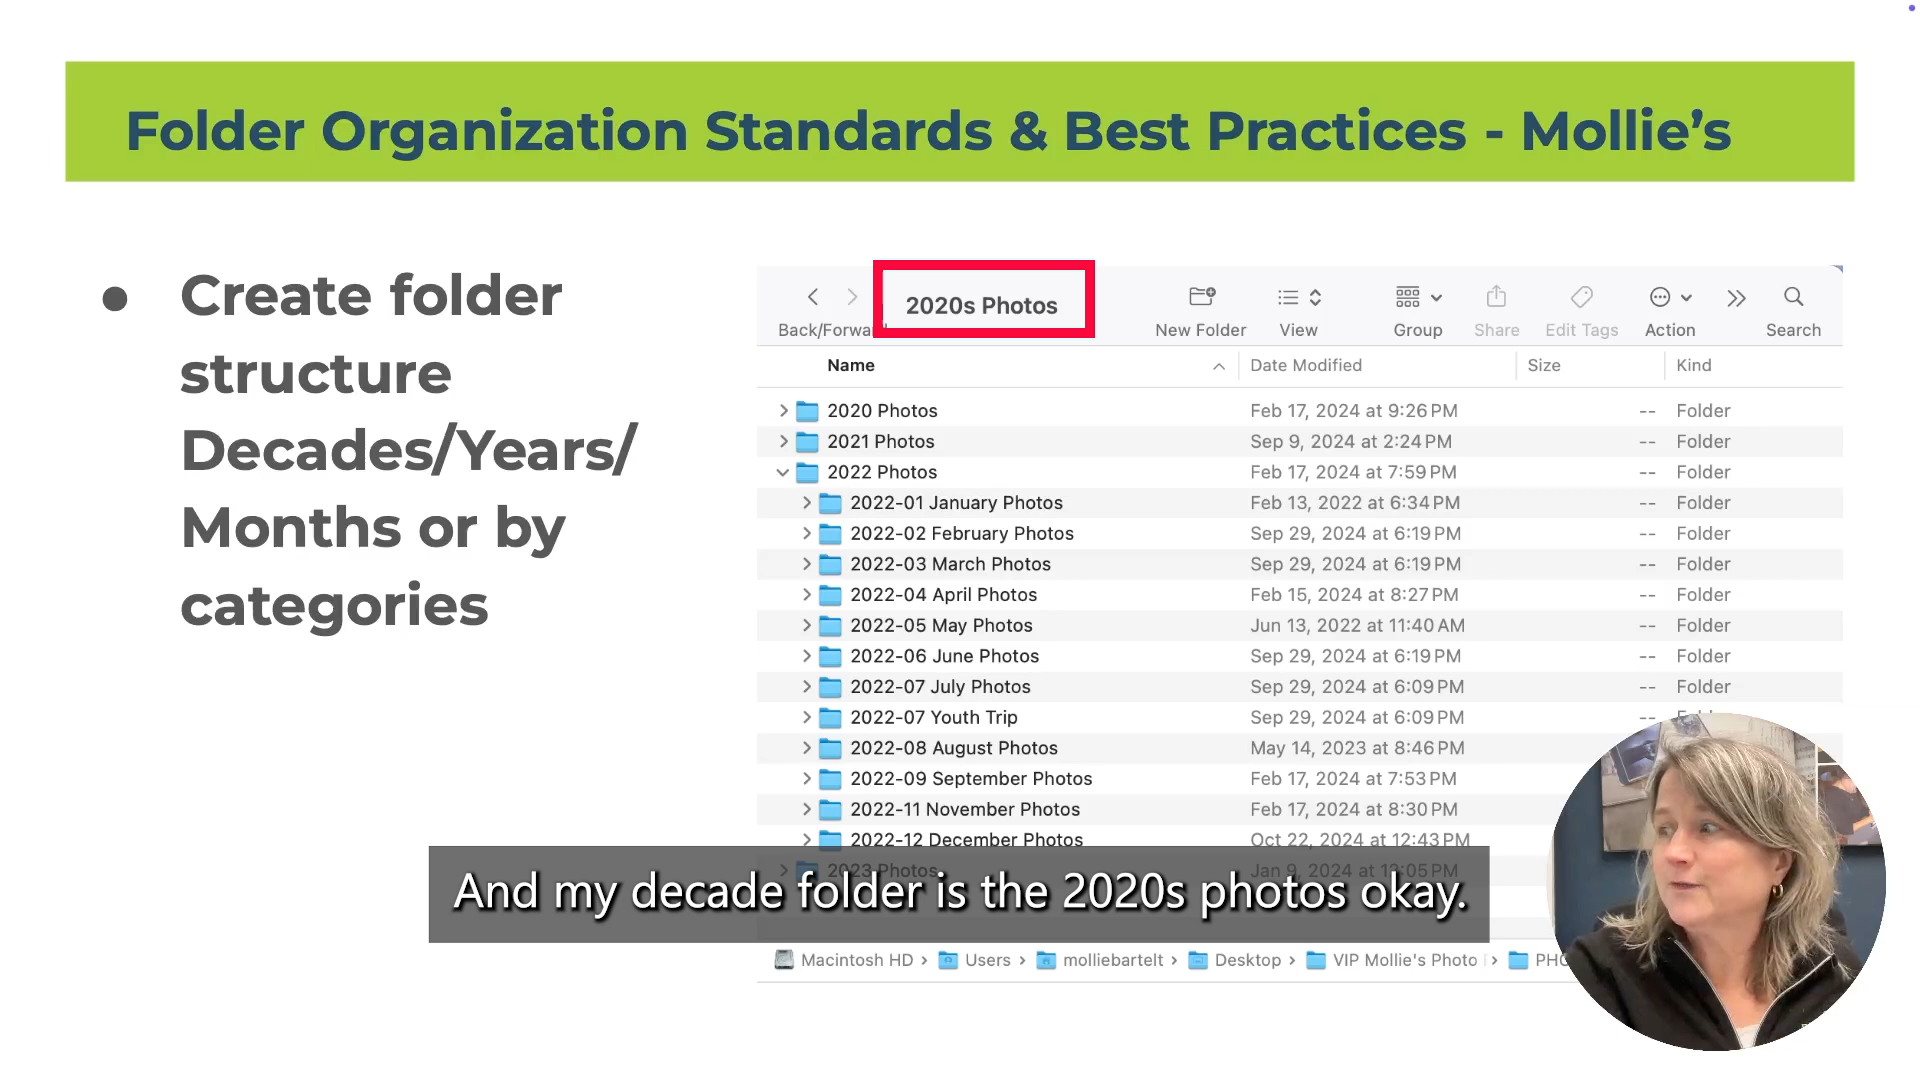 Folder Organization Standards & Best Practices - Mollie's
● Create folder
structure
Decades/Years/
Months or by
categories
2020s Photos
Back/Forwar
New Folder
View
Group
Share
Edit Tags
Action
Search
Name Date Modified Size Kind
2020 Photos Feb 17, 2024 at 9:26 PM -- Folder
2021 Photos Sep 9, 2024 at 2:24 PM -- Folder
2022 Photos Feb 17, 2024 at 7:59 PM -- Folder
2022-01 January Photos Feb 13, 2022 at 6:34 PM -- Folder
2022-02 February Photos Sep 29, 2024 at 6:19 PM -- Folder
2022-03 March Photos Sep 29, 2024 at 6:19 PM -- Folder
2022-04 April Photos Feb 15, 2024 at 8:27 PM -- Folder
2022-05 May Photos Jun 13, 2022 at 11:40 AM -- Folder
2022-06 June Photos Sep 29, 2024 at 6:19 PM -- Folder
2022-07 July Photos Sep 29, 2024 at 6:09 PM -- Folder
2022-07 Youth Trip Sep 29, 2024 at 6:09 PM --
2022-08 August Photos May 14, 2023 at 8:46 PM
2022-09 September Photos Feb 17, 2024 at 7:53 PM
2022-11 November Photos Feb 17, 2024 at 8:30 PM
2022-12 December Photos Oct 22, 2024 at 12:43 PM
2023 Photos
And my decade folder is the 2020s photos okay.
Macintosh HD › Users › molliebartelt › Desktop › VIP Mollie's Photo › PHO